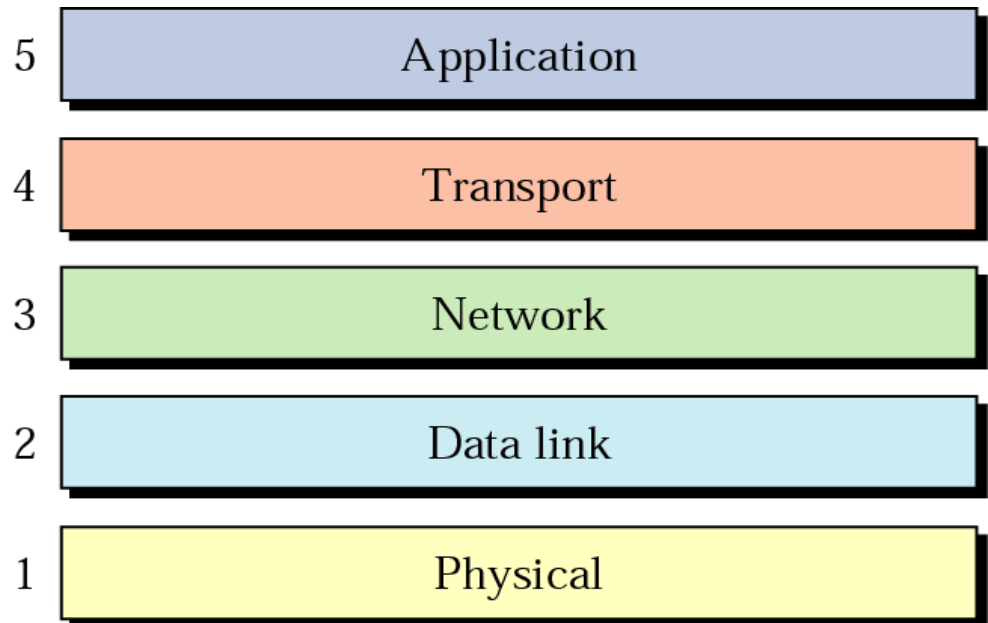 5 Application
4 Transport
3 Network
2 Data link
1 Physical